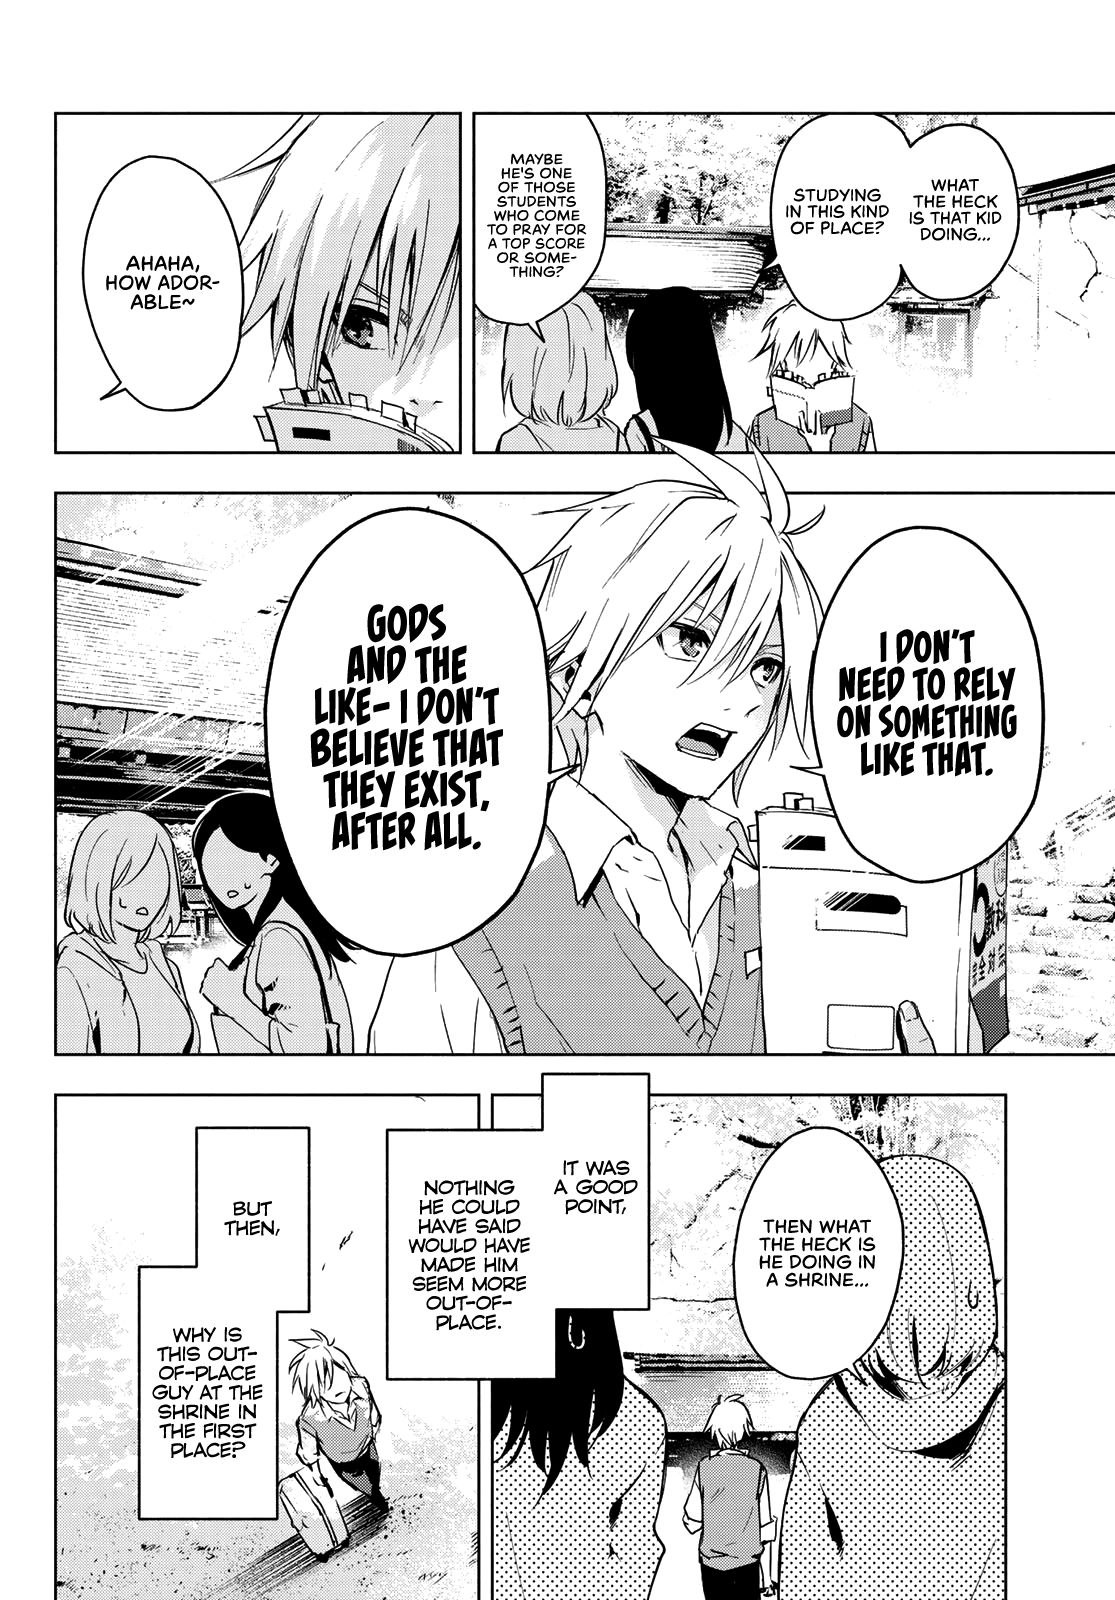 WHAT
THE HECK
IS THAT KID
DOING...
STUDYING
IN THIS KIND
OF PLACE?
MAYBE
HE'S ONE
OF THOSE
STUDENTS
WHO COME
TO PRAY FOR
A TOP SCORE
OR SOME-
THING?
AHAHA,
HOW ADOR-
ABLE~
I DON'T
NEED TO RELY
ON SOMETHING
LIKE THAT.
GODS
AND THE
LIKE- I DON'T
BELIEVE THAT
THEY EXIST,
AFTER ALL.
THEN WHAT
THE HECK IS
HE DOING IN
A SHRINE...
IT WAS
A GOOD
POINT,
NOTHING
HE COULD
HAVE SAID
WOULD HAVE
MADE HIM
SEEM MORE
OUT-OF-
PLACE.
BUT
THEN,
WHY IS
THIS OUT-
OF-PLACE
GUY AT THE
SHRINE IN
THE FIRST
PLACE?